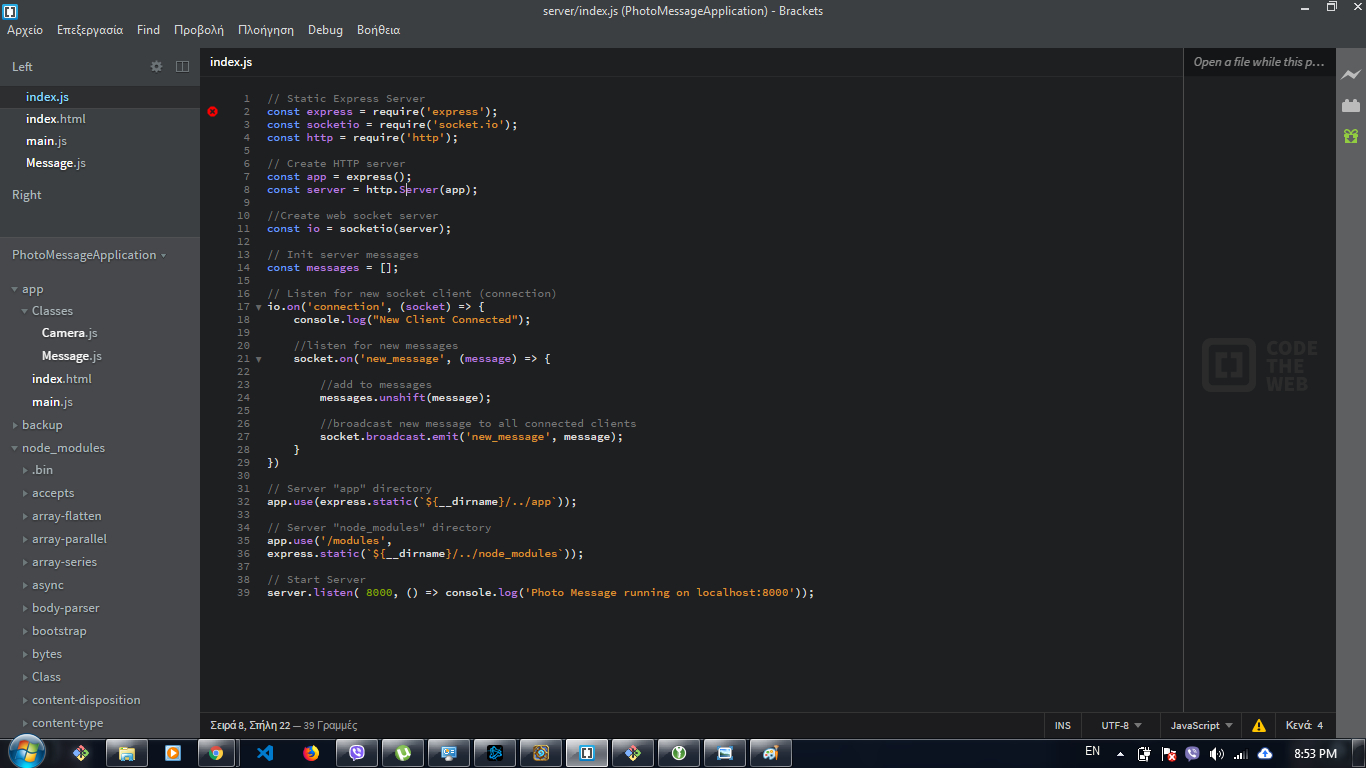 server/index.js (PhotoMessageApplication) - Brackets
Αρχείο Επεξεργασία Find Προβολή Πλοήγηση Debug Βοήθεια
Left
index.js
index.html
main.js
Message.js
Right
PhotoMessageApplication
app
Classes
Camera.js
Message.js
index.html
main.js
backup
node_modules
.bin
accepts
array-flatten
array-parallel
array-series
async
body-parser
bootstrap
bytes
Class
content-disposition
content-type
index.js
1 // Static Express Server
2 const express = require('express');
3 const socketio = require('socket.io');
4 const http = require('http');
5
6 // Create HTTP server
7 const app = express();
8 const server = http.Server(app);
9
10 //Create web socket server
11 const io = socketio(server);
12
13 // Init server messages
14 const messages = [];
15
16 // Listen for new socket client (connection)
17 io.on('connection', (socket) => {
18 console.log("New Client Connected");
19
20 //listen for new messages
21 socket.on('new_message', (message) => {
22
23 //add to messages
24 messages.unshift(message);
25
26 //broadcast new message to all connected clients
27 socket.broadcast.emit('new_message', message);
28 }
29 })
30
31 // Server "app" directory
32 app.use(express.static(`${__dirname}/../app`));
33
34 // Server "node_modules" directory
35 app.use('/modules',
36 express.static(`${__dirname}/../node_modules`));
37
38 // Start Server
39 server.listen( 8000, () => console.log('Photo Message running on localhost:8000'));
Open a file while this p...
CODE
THE
WEB
Σειρά 8, Στήλη 22 — 39 Γραμμές
INS UTF-8 JavaScript Κενά: 4
EN 8:53 PM